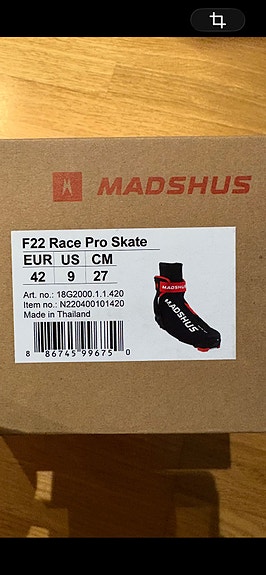 MADSHUS
F22 Race Pro Skate
EUR US CM
42 9 27
Art. no.: 18G2000.1.1.420
Item no.: N220400101420
Made in Thailand
8 86745 99675 0
MADSHUS
MADSHUS